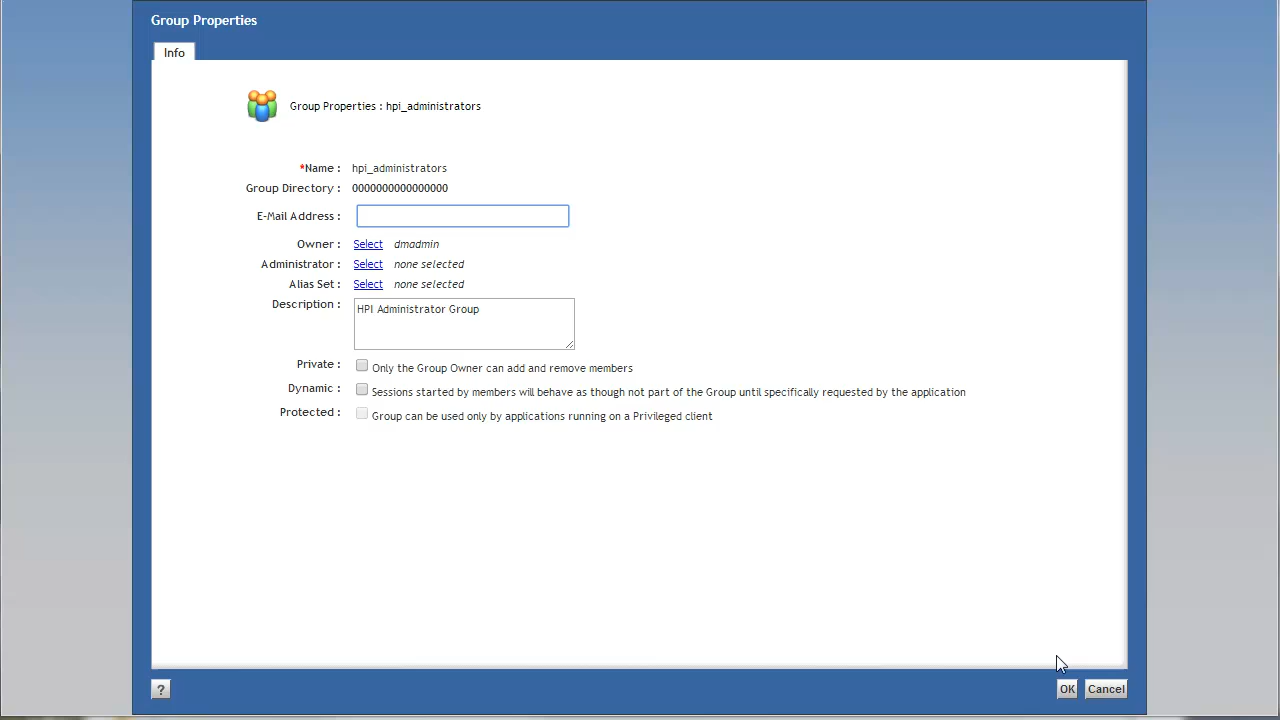 Group Properties
Info
Group Properties : hpi_administrators
*Name : hpi_administrators
Group Directory : 0000000000000000
E-Mail Address :
Owner : Select dmadmin
Administrator : Select none selected
Alias Set : Select none selected
Description : HPI Administrator Group
Private : Only the Group Owner can add and remove members
Dynamic : Sessions started by members will behave as though not part of the Group until specifically requested by the application
Protected : Group can be used only by applications running on a Privileged client
? OK Cancel